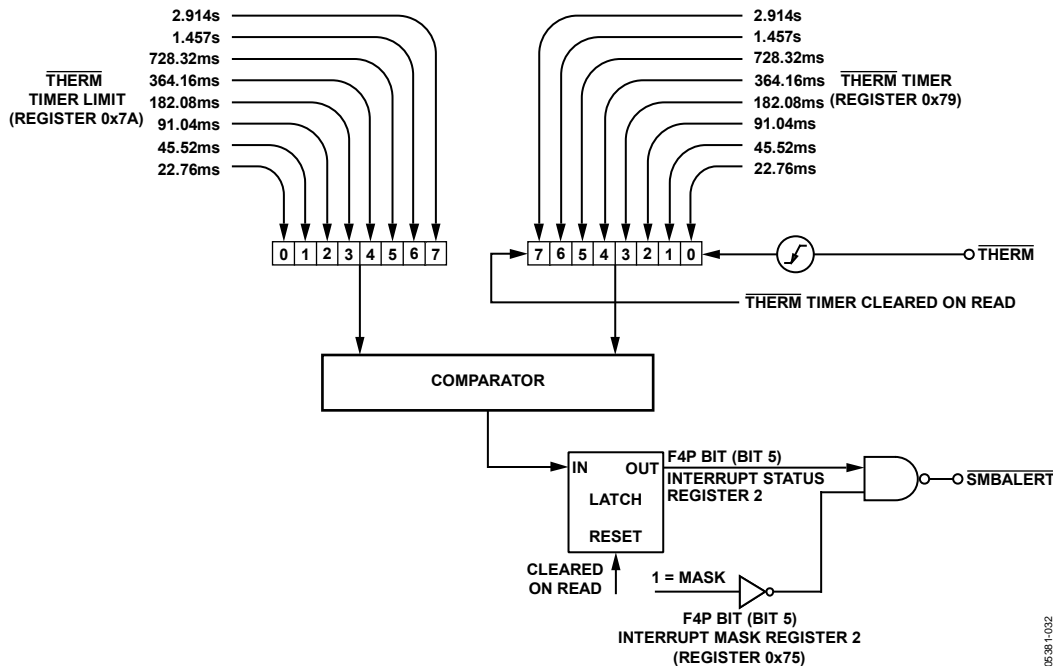 2.914s
1.457s
728.32ms
364.16ms
182.08ms
91.04ms
45.52ms
22.76ms
THERM
TIMER LIMIT
(REGISTER 0x7A)
2.914s
1.457s
728.32ms
364.16ms
182.08ms
91.04ms
45.52ms
22.76ms
THERM TIMER
(REGISTER 0x79)
0 1 2 3 4 5 6 7
7 6 5 4 3 2 1 0
THERM
THERM TIMER CLEARED ON READ
COMPARATOR
IN OUT
LATCH
RESET
F4P BIT (BIT 5)
INTERRUPT STATUS
REGISTER 2
SMBALERT
CLEARED
ON READ
1 = MASK
F4P BIT (BIT 5)
INTERRUPT MASK REGISTER 2
(REGISTER 0x75)
05381-032